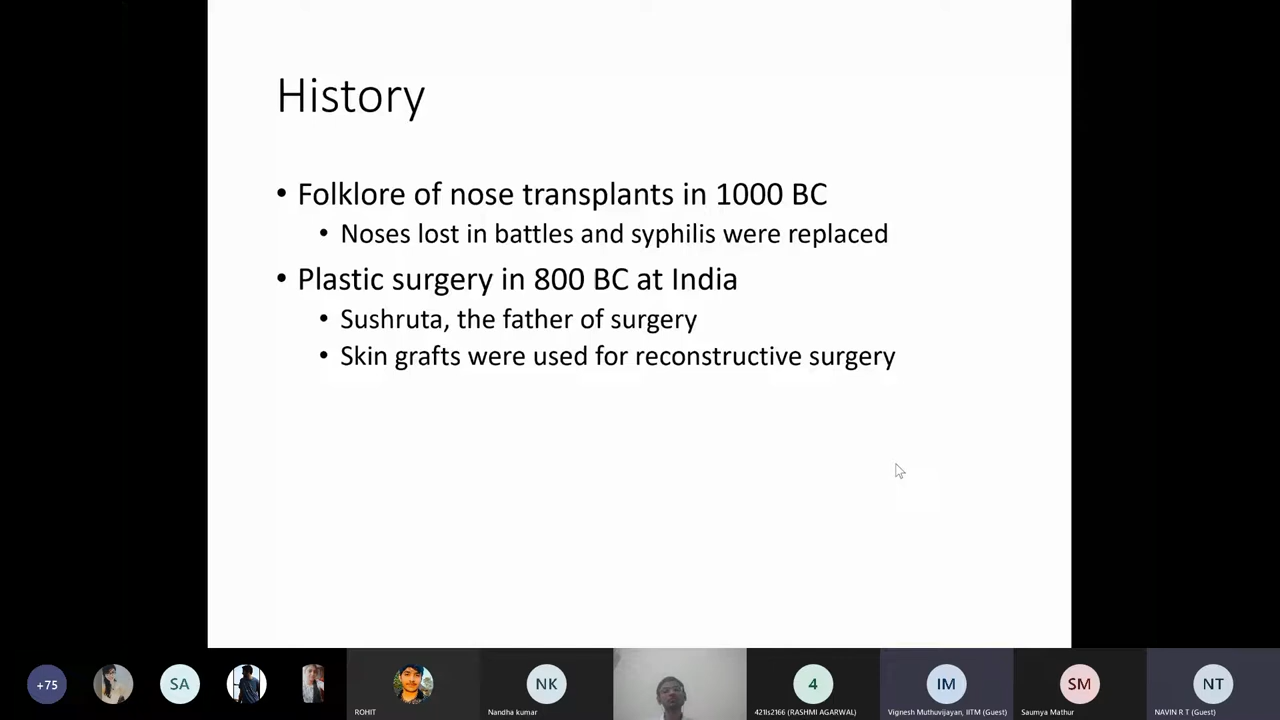 History
• Folklore of nose transplants in 1000 BC
• Noses lost in battles and syphilis were replaced
• Plastic surgery in 800 BC at India
• Sushruta, the father of surgery
• Skin grafts were used for reconstructive surgery
+75
SA
NK
4
IM
SM
NT
ROHIT
Nandha kumar
421ls2166 (RASHMI AGARWAL)
Vignesh Muthuvijayan, IITM (Guest)
Saumya Mathur
NAVIN R T (Guest)